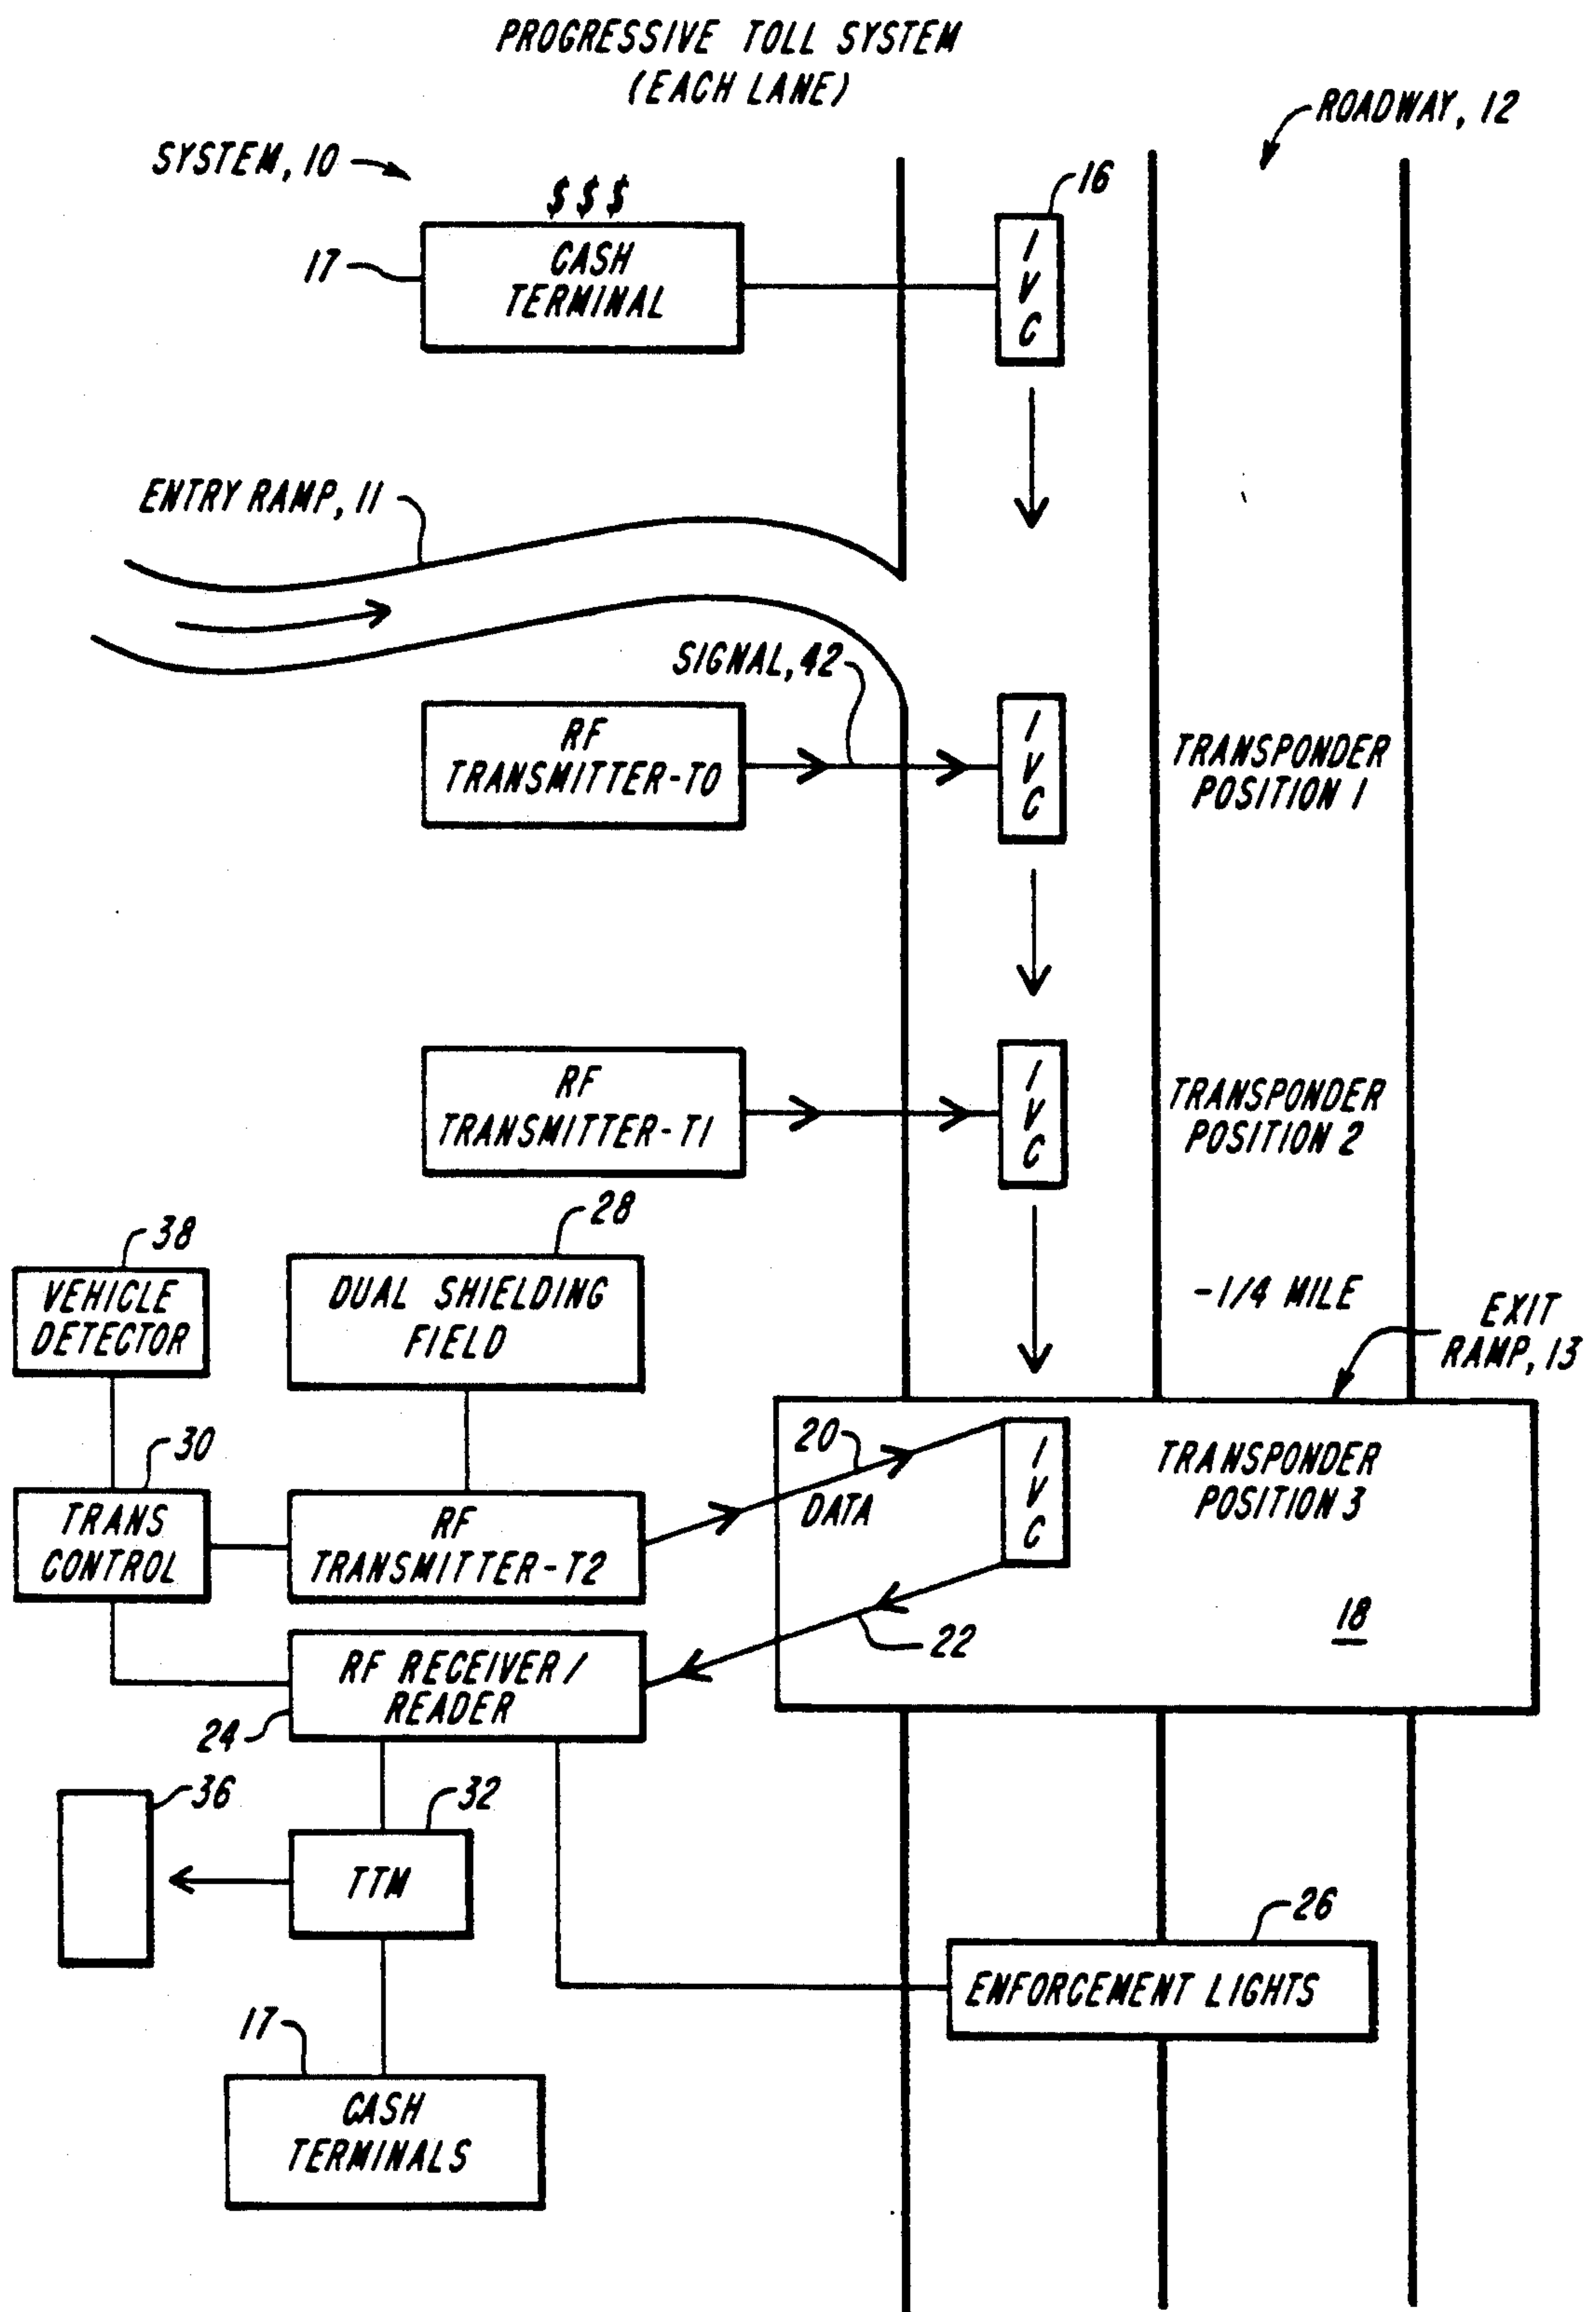 PROGRESSIVE TOLL SYSTEM
(EACH LANE)
ROADWAY, 12
SYSTEM, 10
$ $ $
16
17
CASH
TERMINAL
I
V
C
ENTRY RAMP, 11
SIGNAL, 42
RF
TRANSMITTER-T0
I
V
C
TRANSPONDER
POSITION 1
RF
TRANSMITTER-T1
I
V
C
TRANSPONDER
POSITION 2
28
38
VEHICLE
DETECTOR
DUAL SHIELDING
FIELD
-1/4 MILE
EXIT
RAMP, 13
30
20
I
V
C
TRANSPONDER
POSITION 3
DATA
TRANS
CONTROL
RF
TRANSMITTER-T2
18
22
RF RECEIVER/
READER
24
36
32
TTM
26
ENFORCEMENT LIGHTS
17
CASH
TERMINALS